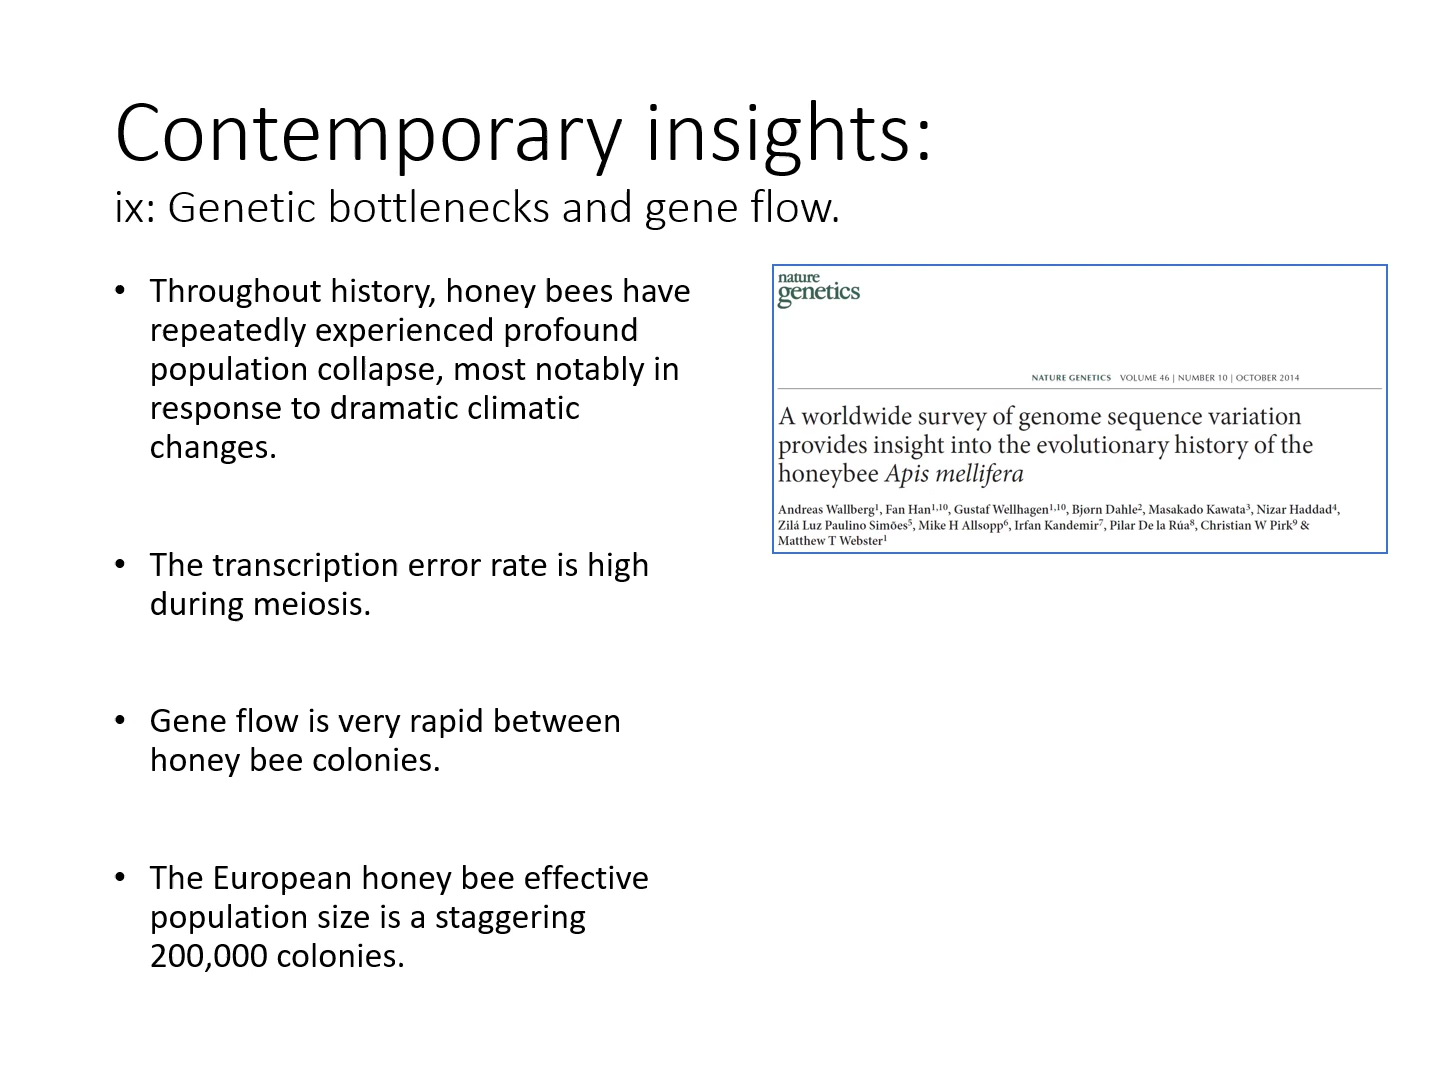 Contemporary insights:
ix: Genetic bottlenecks and gene flow.
• Throughout history, honey bees have
repeatedly experienced profound
population collapse, most notably in
response to dramatic climatic
changes.
• The transcription error rate is high
during meiosis.
• Gene flow is very rapid between
honey bee colonies.
• The European honey bee effective
population size is a staggering
200,000 colonies.
nature
genetics
NATURE GENETICS VOLUME 46 | NUMBER 10 | OCTOBER 2014
A worldwide survey of genome sequence variation
provides insight into the evolutionary history of the
honeybee Apis mellifera
Andreas Wallberg¹, Fan Han¹,¹⁰, Gustaf Wellhagen¹,¹⁰, Bjørn Dahle², Masakado Kawata³, Nizar Haddad⁴,
Zilá Luz Paulino Simões⁵, Mike H Allsopp⁶, Irfan Kandemir⁷, Pilar De la Rúa⁸, Christian W Pirk⁹ &
Matthew T Webster¹